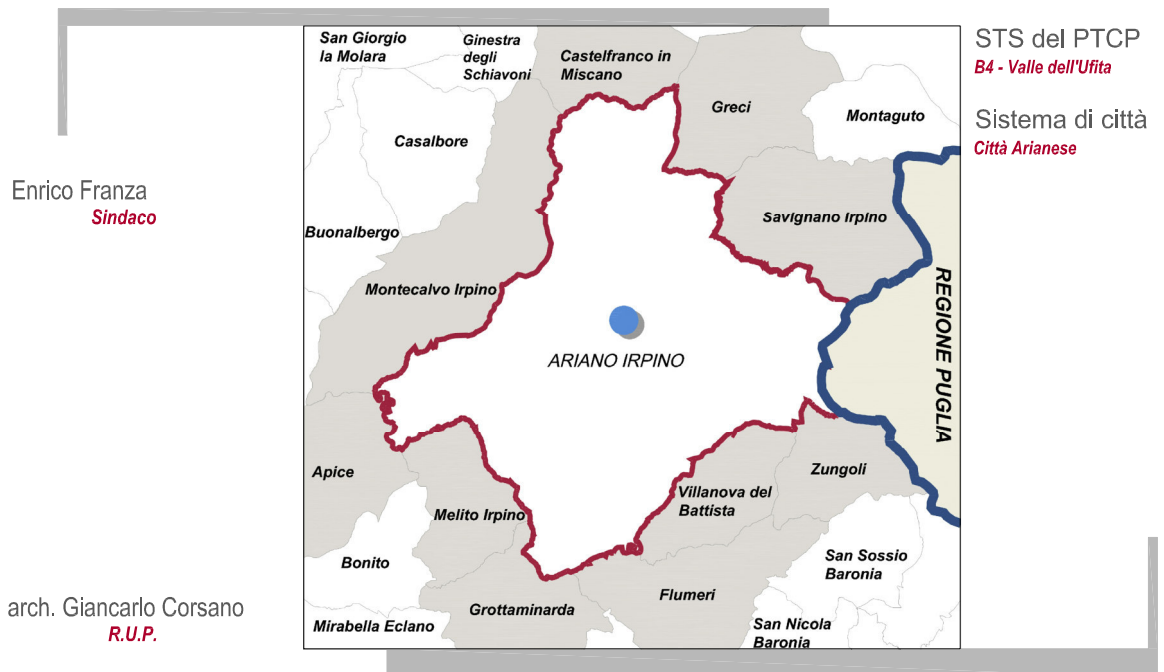 STS del PTCP
B4 - Valle dell'Ufita
Sistema di città
Città Arianese
Enrico Franza
Sindaco
arch. Giancarlo Corsano
R.U.P.
San Giorgio
la Molara
Ginestra
degli
Schiavoni
Castelfranco in
Miscano
Greci
Montaguto
Casalbore
Savignano Irpino
Buonalbergo
Montecalvo Irpino
REGIONE PUGLIA
ARIANO IRPINO
Apice
Melito Irpino
Villanova del
Battista
Zungoli
Bonito
San Sossio
Baronia
Flumeri
Grottaminarda
Mirabella Eclano
San Nicola
Baronia